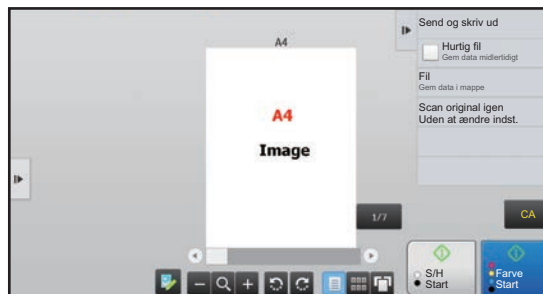 A4
A4
Image
1/7
Send og skriv ud
Hurtig fil
Gem data midlertidigt
Fil
Gem data i mappe
Scan original igen
Uden at ændre indst.
CA
S/H
Start
Farve
Start